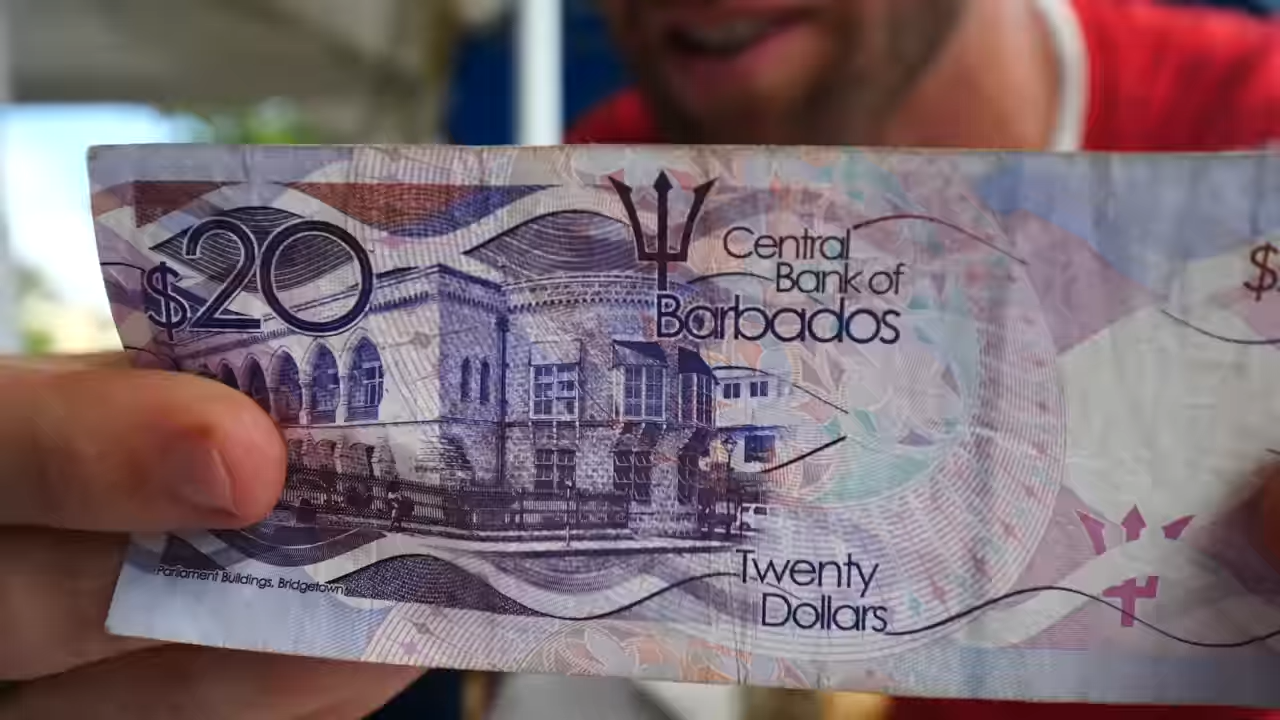 $20
Central
Bank of
Barbados
$
Parliament Buildings, Bridgetown
Twenty
Dollars